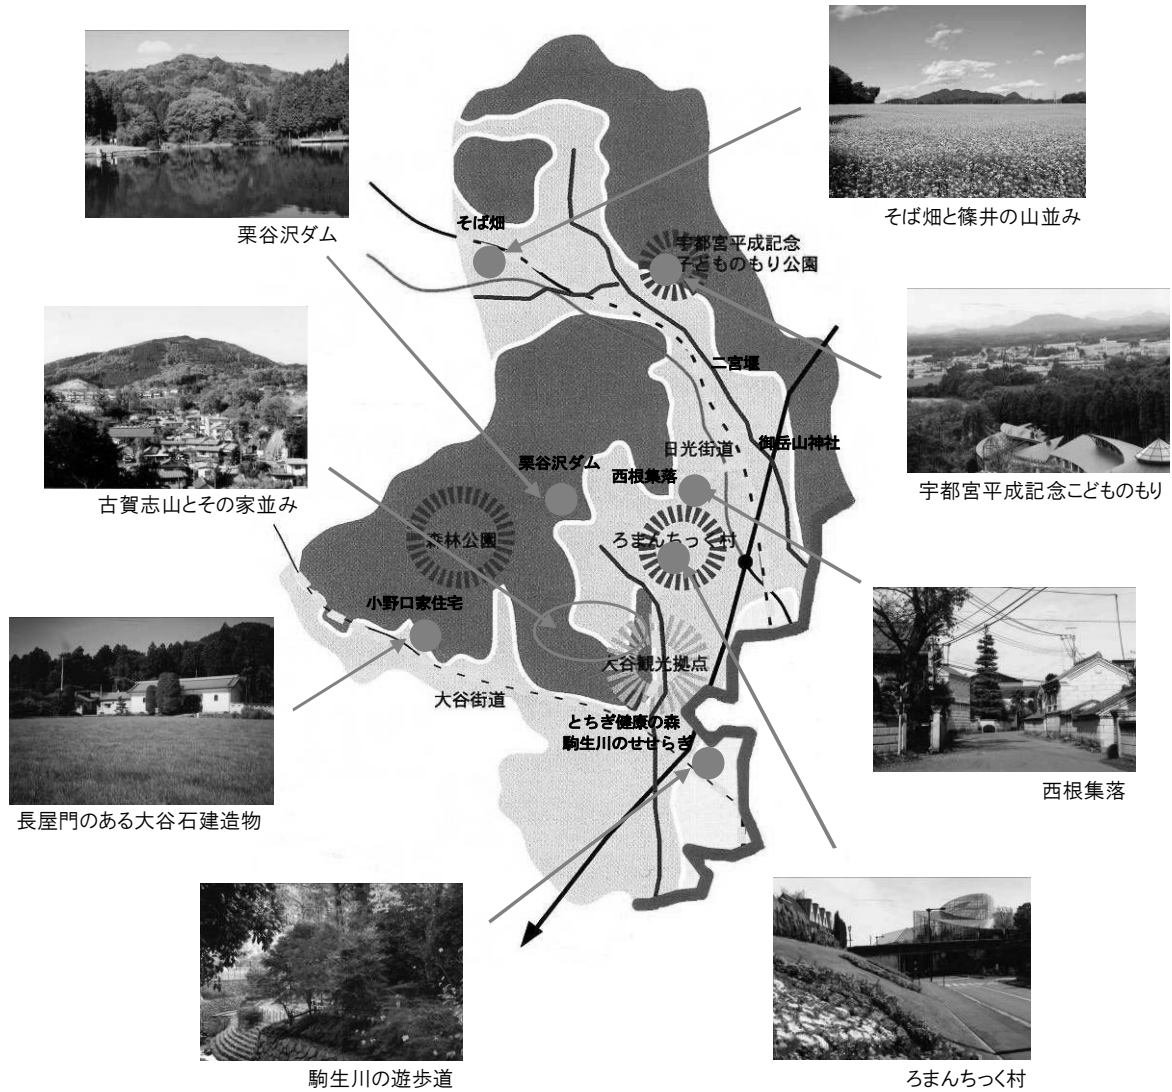 栗谷沢ダム
そば畑と篠井の山並み
そば畑
宇都宮平成記念
子どものもり公園
古賀志山とその家並み
二宮堰
宇都宮平成記念こどものもり
日光街道
御岳山神社
栗谷沢ダム
西根集落
森林公園
ろまんちっく村
小野口家住宅
大谷観光拠点
大谷街道
とちぎ健康の森
駒生川のせせらぎ
長屋門のある大谷石建造物
西根集落
駒生川の遊歩道
ろまんちっく村